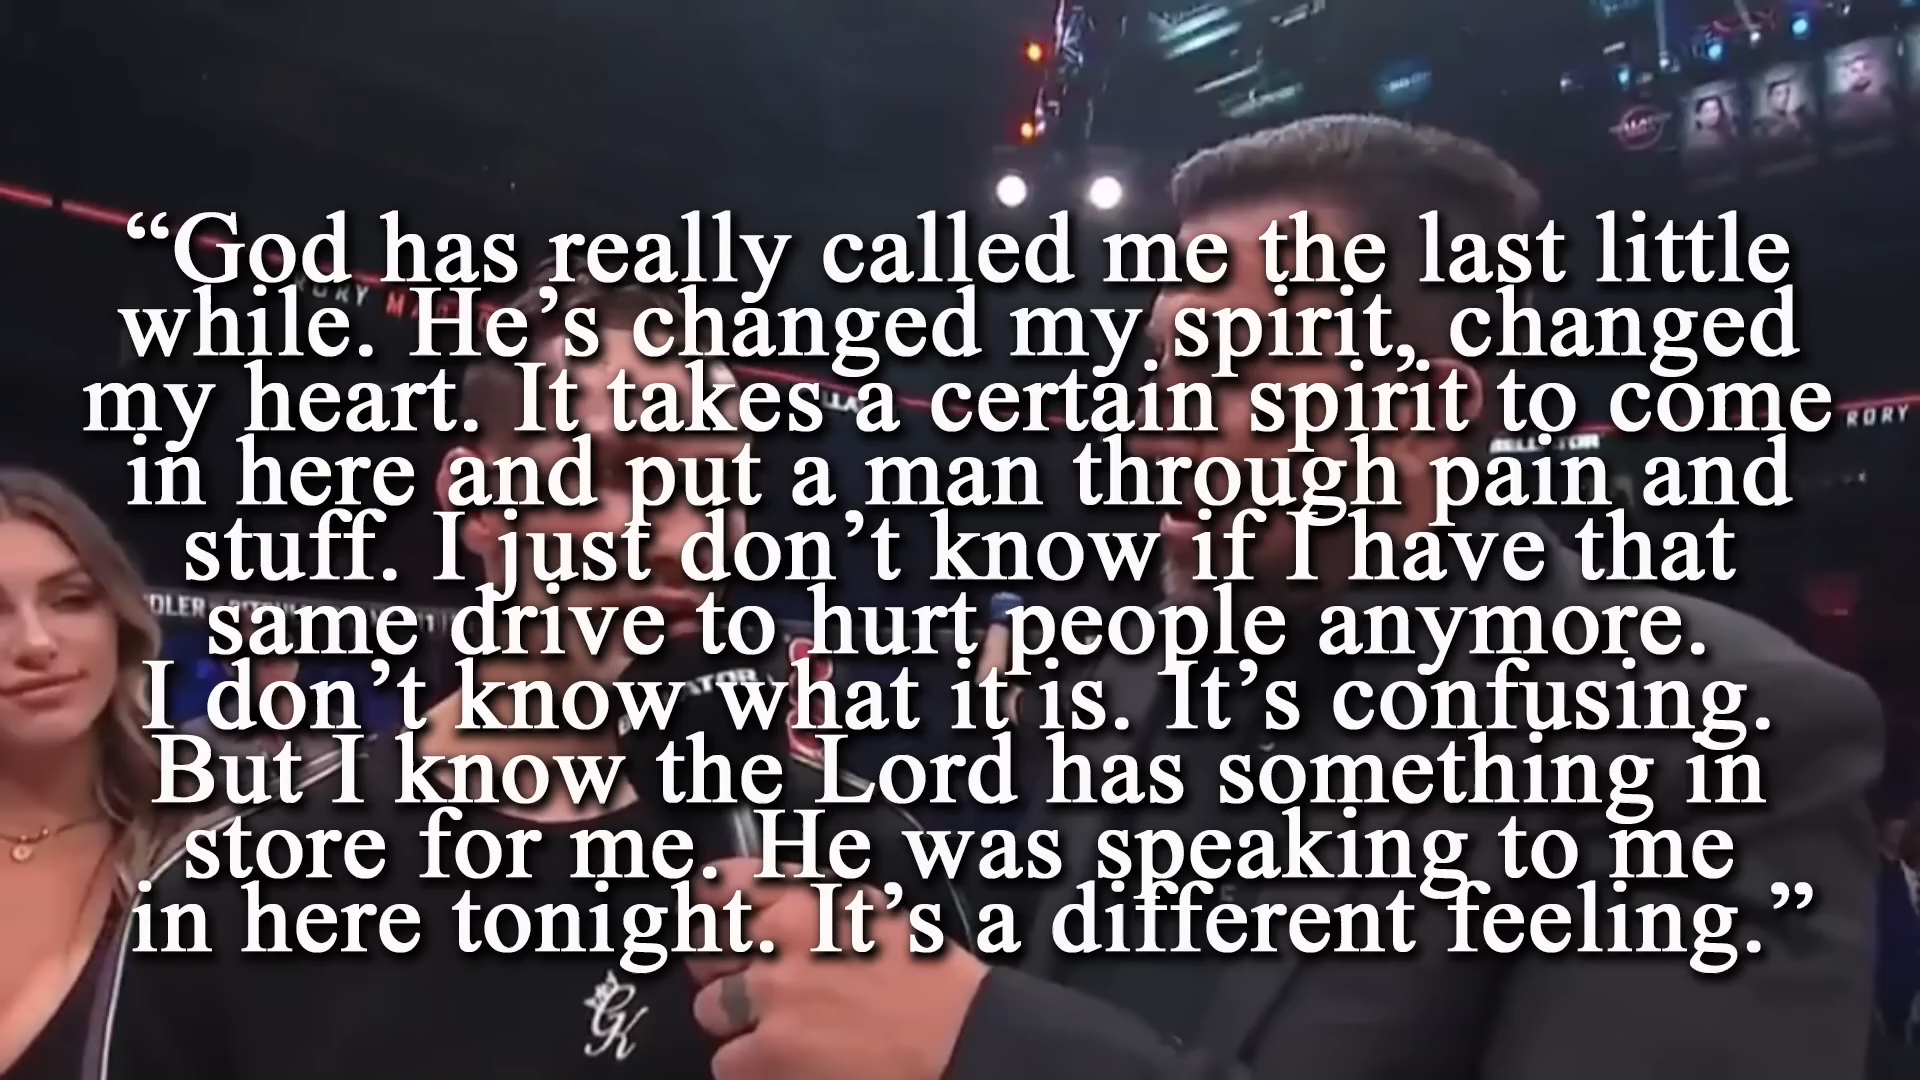 “God has really called me the last little
while. He’s changed my spirit, changed
my heart. It takes a certain spirit to come
in here and put a man through pain and
stuff. I just don’t know if I have that
same drive to hurt people anymore.
I don’t know what it is. It’s confusing.
But I know the Lord has something in
store for me. He was speaking to me
in here tonight. It’s a different feeling.”
RORY
RORY
GK